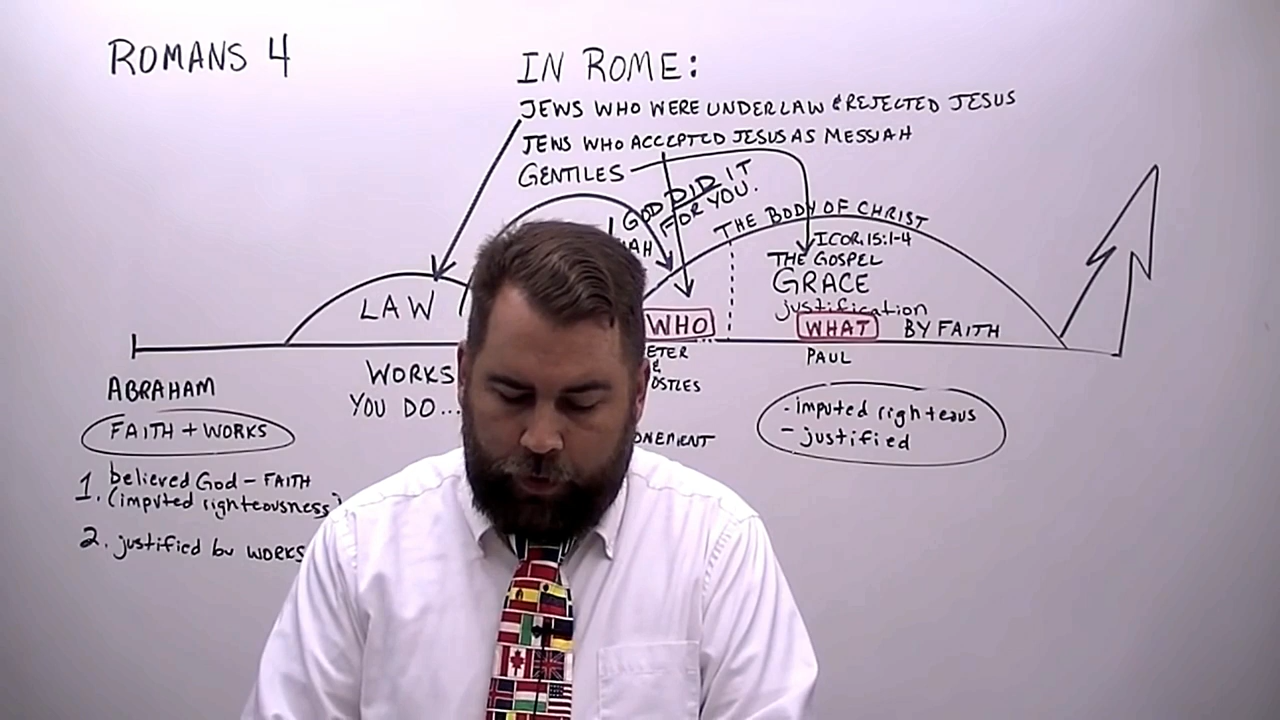 ROMANS 4
IN ROME:
JEWS WHO WERE UNDER LAW & REJECTED JESUS
JEWS WHO ACCEPTED JESUS AS MESSIAH
GENTILES
GOD DID IT
FOR YOU.
THE BODY OF CHRIST
I COR. 15:1-4
THE GOSPEL
GRACE
justification
LAW
WHO
WHAT BY FAITH
PAUL
ABRAHAM
WORKS
YOU DO...
FAITH + WORKS
- imputed righteous
- justified
1. believed God - FAITH
(imputed righteousness)
2. justified by WORKS